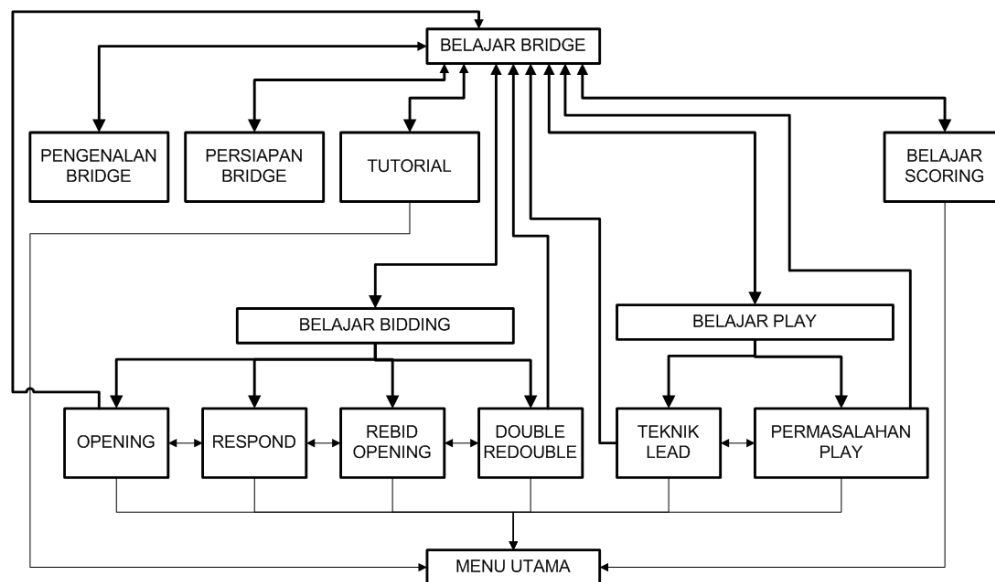 BELAJAR BRIDGE
PENGENALAN
BRIDGE
PERSIAPAN
BRIDGE
TUTORIAL
BELAJAR
SCORING
BELAJAR BIDDING
BELAJAR PLAY
OPENING
RESPOND
REBID
OPENING
DOUBLE
REDOUBLE
TEKNIK
LEAD
PERMASALAHAN
PLAY
MENU UTAMA